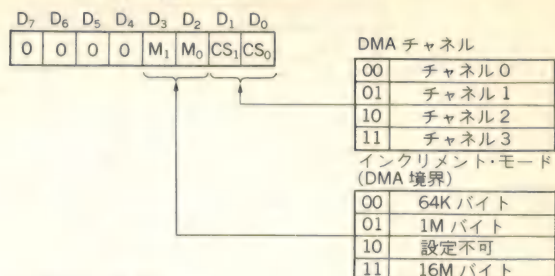 D₇ D₆ D₅ D₄ D₃ D₂ D₁ D₀
0 0 0 0 M₁ M₀ CS₁ CS₀
DMA チャネル
00 チャネル 0
01 チャネル 1
10 チャネル 2
11 チャネル 3
インクリメント・モード
(DMA 境界)
00 64K バイト
01 1M バイト
10 設定不可
11 16M バイト